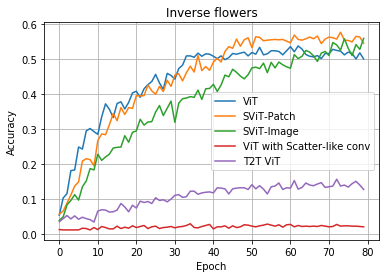 Inverse flowers
0.6
0.5
0.4
0.3
0.2
0.1
0.0
Accuracy
ViT
SViT-Patch
SViT-Image
ViT with Scatter-like conv
T2T ViT
0 10 20 30 40 50 60 70 80
Epoch